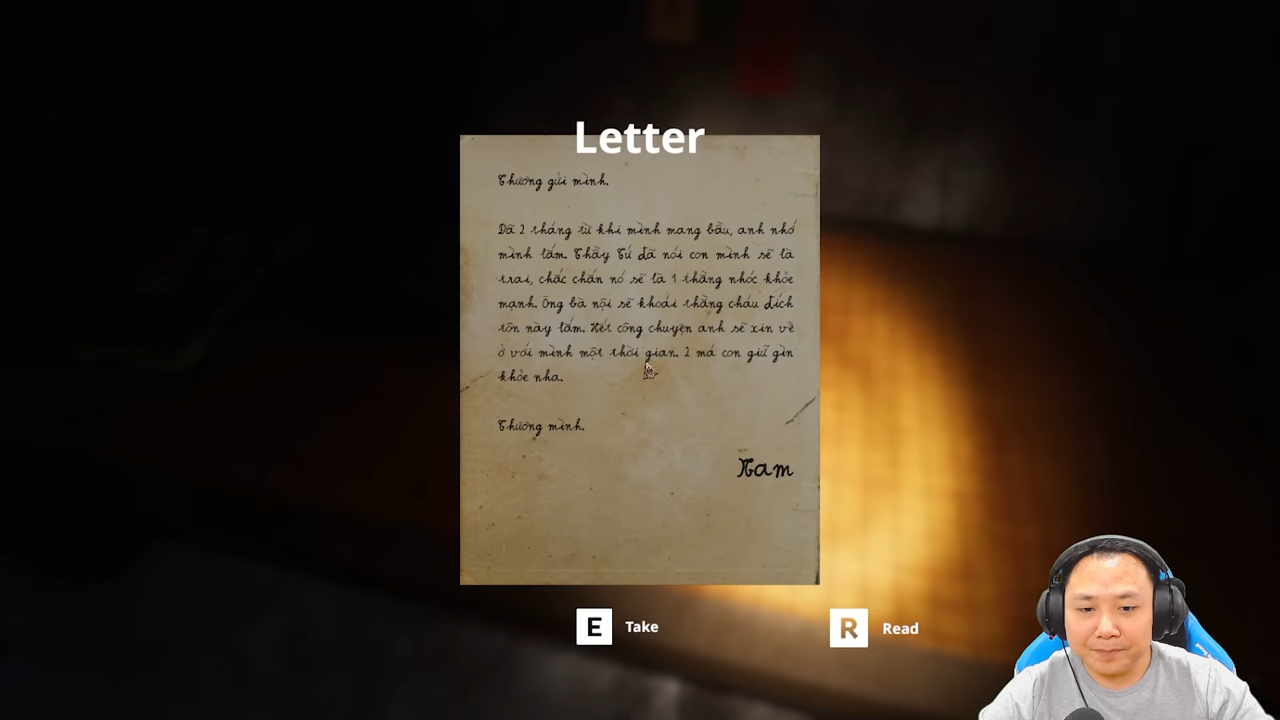 Letter
Thương gửi mình.
Đã 2 tháng từ khi mình mang bầu, anh nhớ
mình lắm. Thầy Tú đã nói con mình sẽ là
trai, chắc chắn nó sẽ là 1 thằng nhóc khỏe
mạnh. Ông bà nội sẽ khoái thằng cháu đích
tôn này lắm. Hết công chuyện anh sẽ xin về
ở với mình một thời gian. 2 má con giữ gìn
khỏe nha.
Thương mình.
Nam
E Take
R Read